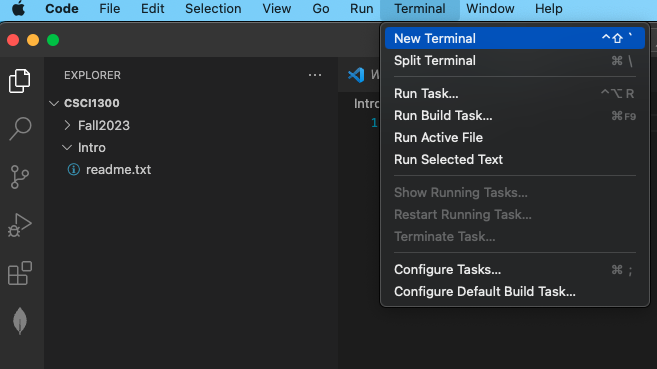 Code File Edit Selection View Go Run Terminal Window Help
New Terminal ⌃⇧`
Split Terminal ⌘\
Run Task... ⌃⌥R
Run Build Task... ⌘F9
Run Active File
Run Selected Text
Show Running Tasks...
Restart Running Task...
Terminate Task...
Configure Tasks... ⌘;
Configure Default Build Task...
EXPLORER ...
CSCI1300
Fall2023
Intro
readme.txt
W
Intro
1